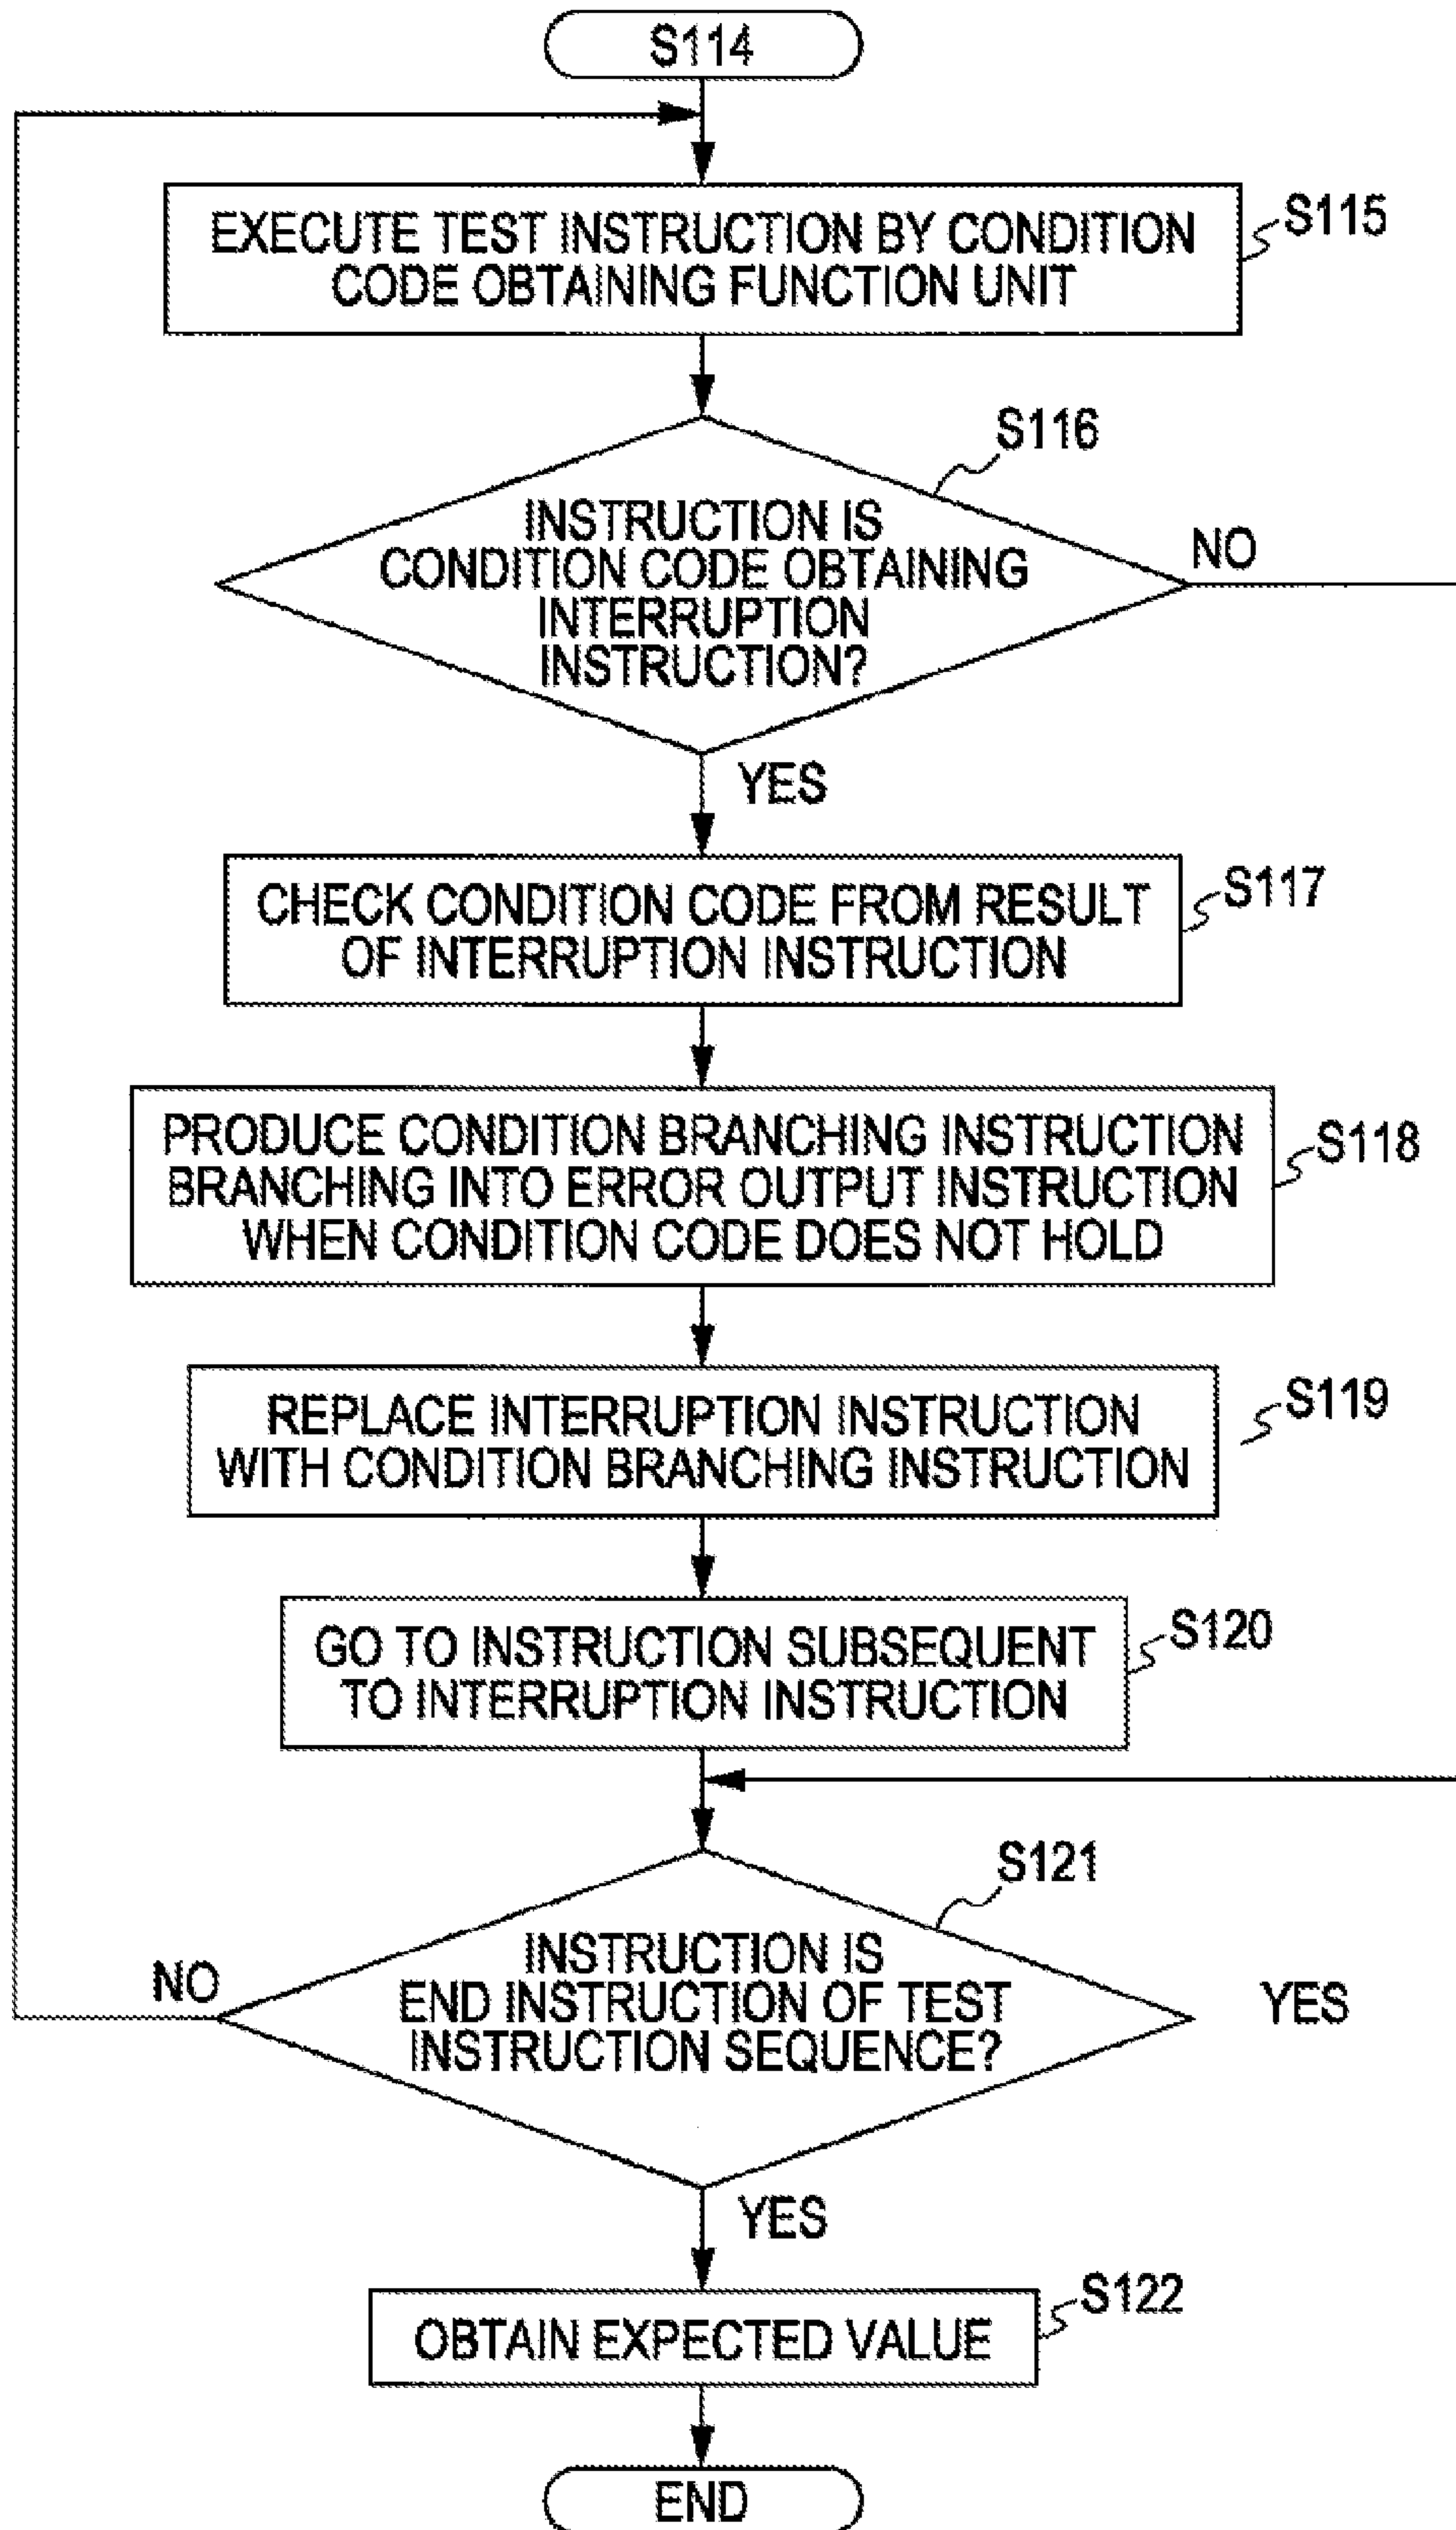 S114
EXECUTE TEST INSTRUCTION BY CONDITION
CODE OBTAINING FUNCTION UNIT
S115
S116
INSTRUCTION IS
CONDITION CODE OBTAINING
INTERRUPTION
INSTRUCTION?
NO
YES
CHECK CONDITION CODE FROM RESULT
OF INTERRUPTION INSTRUCTION
S117
PRODUCE CONDITION BRANCHING INSTRUCTION
BRANCHING INTO ERROR OUTPUT INSTRUCTION
WHEN CONDITION CODE DOES NOT HOLD
S118
REPLACE INTERRUPTION INSTRUCTION
WITH CONDITION BRANCHING INSTRUCTION
S119
GO TO INSTRUCTION SUBSEQUENT
TO INTERRUPTION INSTRUCTION
S120
S121
INSTRUCTION IS
END INSTRUCTION OF TEST
INSTRUCTION SEQUENCE?
NO
YES
YES
OBTAIN EXPECTED VALUE
S122
END